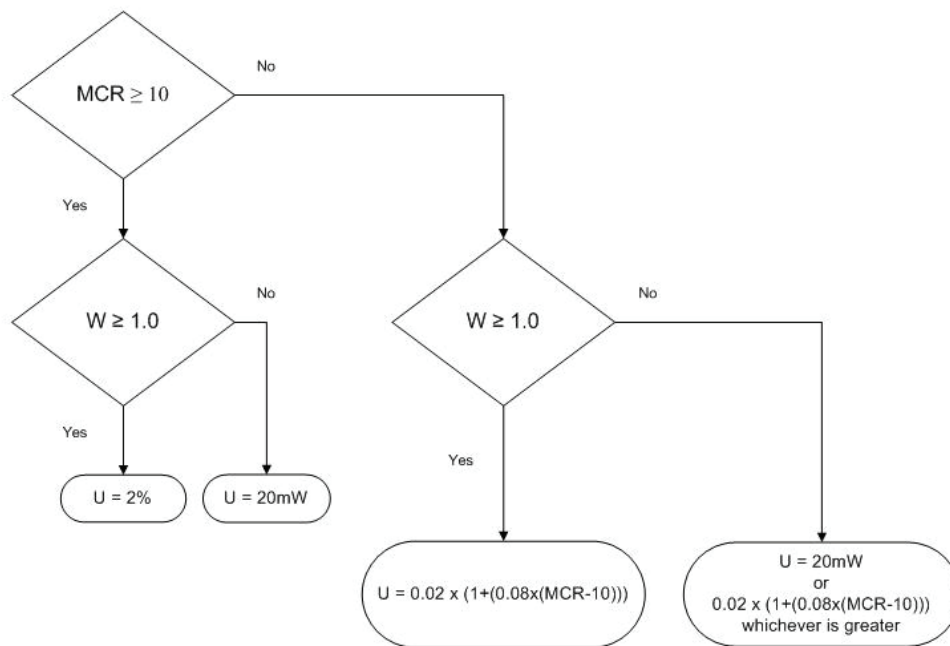 No
MCR ≥ 10
Yes
No
No
W ≥ 1.0
W ≥ 1.0
Yes
Yes
U = 2%
U = 20mW
U = 20mW
or
U = 0.02 x (1+(0.08x(MCR-10)))
0.02 x (1+(0.08x(MCR-10)))
whichever is greater